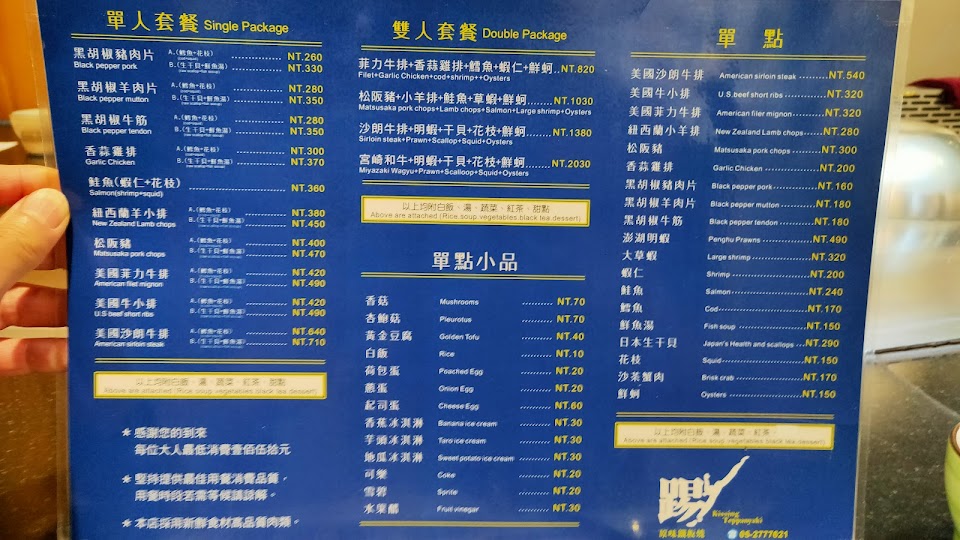 單人套餐 Single Package
黑胡椒豬肉片 A.(鱈魚+花枝) NT.260
Black pepper pork B.(生干貝+鮮魚湯) NT.330
黑胡椒羊肉片 A.(鱈魚+花枝) NT.280
Black pepper mutton B.(生干貝+鮮魚湯) NT.350
黑胡椒牛筋 A.(鱈魚+花枝) NT.280
Black pepper tendon B.(生干貝+鮮魚湯) NT.350
香蒜雞排 A.(鱈魚+花枝) NT.300
Garlic Chicken B.(生干貝+鮮魚湯) NT.370
鮭魚(蝦仁+花枝) NT.360
Salmon(shrimp+squid)
紐西蘭羊小排 A.(鱈魚+花枝) NT.380
New Zealand Lamb chops B.(生干貝+鮮魚湯) NT.450
松阪豬 A.(鱈魚+花枝) NT.400
Matsusaka pork chops B.(生干貝+鮮魚湯) NT.470
美國菲力牛排 A.(鱈魚+花枝) NT.420
American filet mignon B.(生干貝+鮮魚湯) NT.490
美國牛小排 A.(鱈魚+花枝) NT.420
U.S beef short ribs B.(生干貝+鮮魚湯) NT.490
美國沙朗牛排 A.(鱈魚+花枝) NT.640
American sirloin steak B.(生干貝+鮮魚湯) NT.710
以上均附白飯、湯、蔬菜、紅茶、甜點
Above are attached (Rice soup vegetables black tea dessert)
＊感謝您的到來
每位大人最低消費壹佰伍拾元
＊堅持提供最佳用餐消費品質，
用餐時段若需等候請諒解。
＊本店採用新鮮食材高品質肉類。
雙人套餐 Double Package
菲力牛排+香蒜雞排+鱈魚+蝦仁+鮮蚵 NT.820
Filet+Garlic Chicken+cod+shrimp+Oysters
松阪豬+小羊排+鮭魚+草蝦+鮮蚵 NT.1030
Matsusaka pork chops+Lamb chops+Salmon+Large shrimp+Oysters
沙朗牛排+明蝦+干貝+花枝+鮮蚵 NT.1380
Sirloin steak+Prawn+Scallop+Squid+Oysters
宮崎和牛+明蝦+干貝+花枝+鮮蚵 NT.2030
Miyazaki Wagyu+Prawn+Scalloop+Squid+Oysters
以上均附白飯、湯、蔬菜、紅茶、甜點
Above are attached (Rice soup vegetables black tea dessert)
單點小品
香菇 Mushrooms NT.70
杏鮑菇 Pleurotus NT.70
黃金豆腐 Golden Tofu NT.40
白飯 Rice NT.10
荷包蛋 Poached Egg NT.20
蔥蛋 Onion Egg NT.20
起司蛋 Cheese Egg NT.60
香蕉冰淇淋 Banana ice cream NT.30
芋頭冰淇淋 Taro ice cream NT.30
地瓜冰淇淋 Sweet potato ice cream NT.30
可樂 Coke NT.20
雪碧 Sprite NT.20
水果醋 Fruit vinegar NT.30
單 點
美國沙朗牛排 American sirloin steak NT.540
美國牛小排 U.S.beef short ribs NT.320
美國菲力牛排 American filer mignon NT.320
紐西蘭小羊排 New Zealand Lamb chops NT.280
松阪豬 Matsusaka pork chops NT.300
香蒜雞排 Garlic Chicken NT.200
黑胡椒豬肉片 Black pepper pork NT.160
黑胡椒羊肉片 Black pepper mutton NT.180
黑胡椒牛筋 Black pepper tendon NT.180
澎湖明蝦 Penghu Prawns NT.490
大草蝦 Large shrimp NT.320
蝦仁 Shrimp NT.200
鮭魚 Salmon NT.240
鱈魚 Cod NT.170
鮮魚湯 Fish soup NT.150
日本生干貝 Japan's Health and scallops NT.290
花枝 Squid NT.150
沙茶蟹肉 Brisk crab NT.170
鮮蚵 Oysters NT.150
以上均附白飯、湯、蔬菜、紅茶
Above are attached (Rice soup vegetables black tea dessert)
Teppanyaki
原味鐵板燒 05-2777621